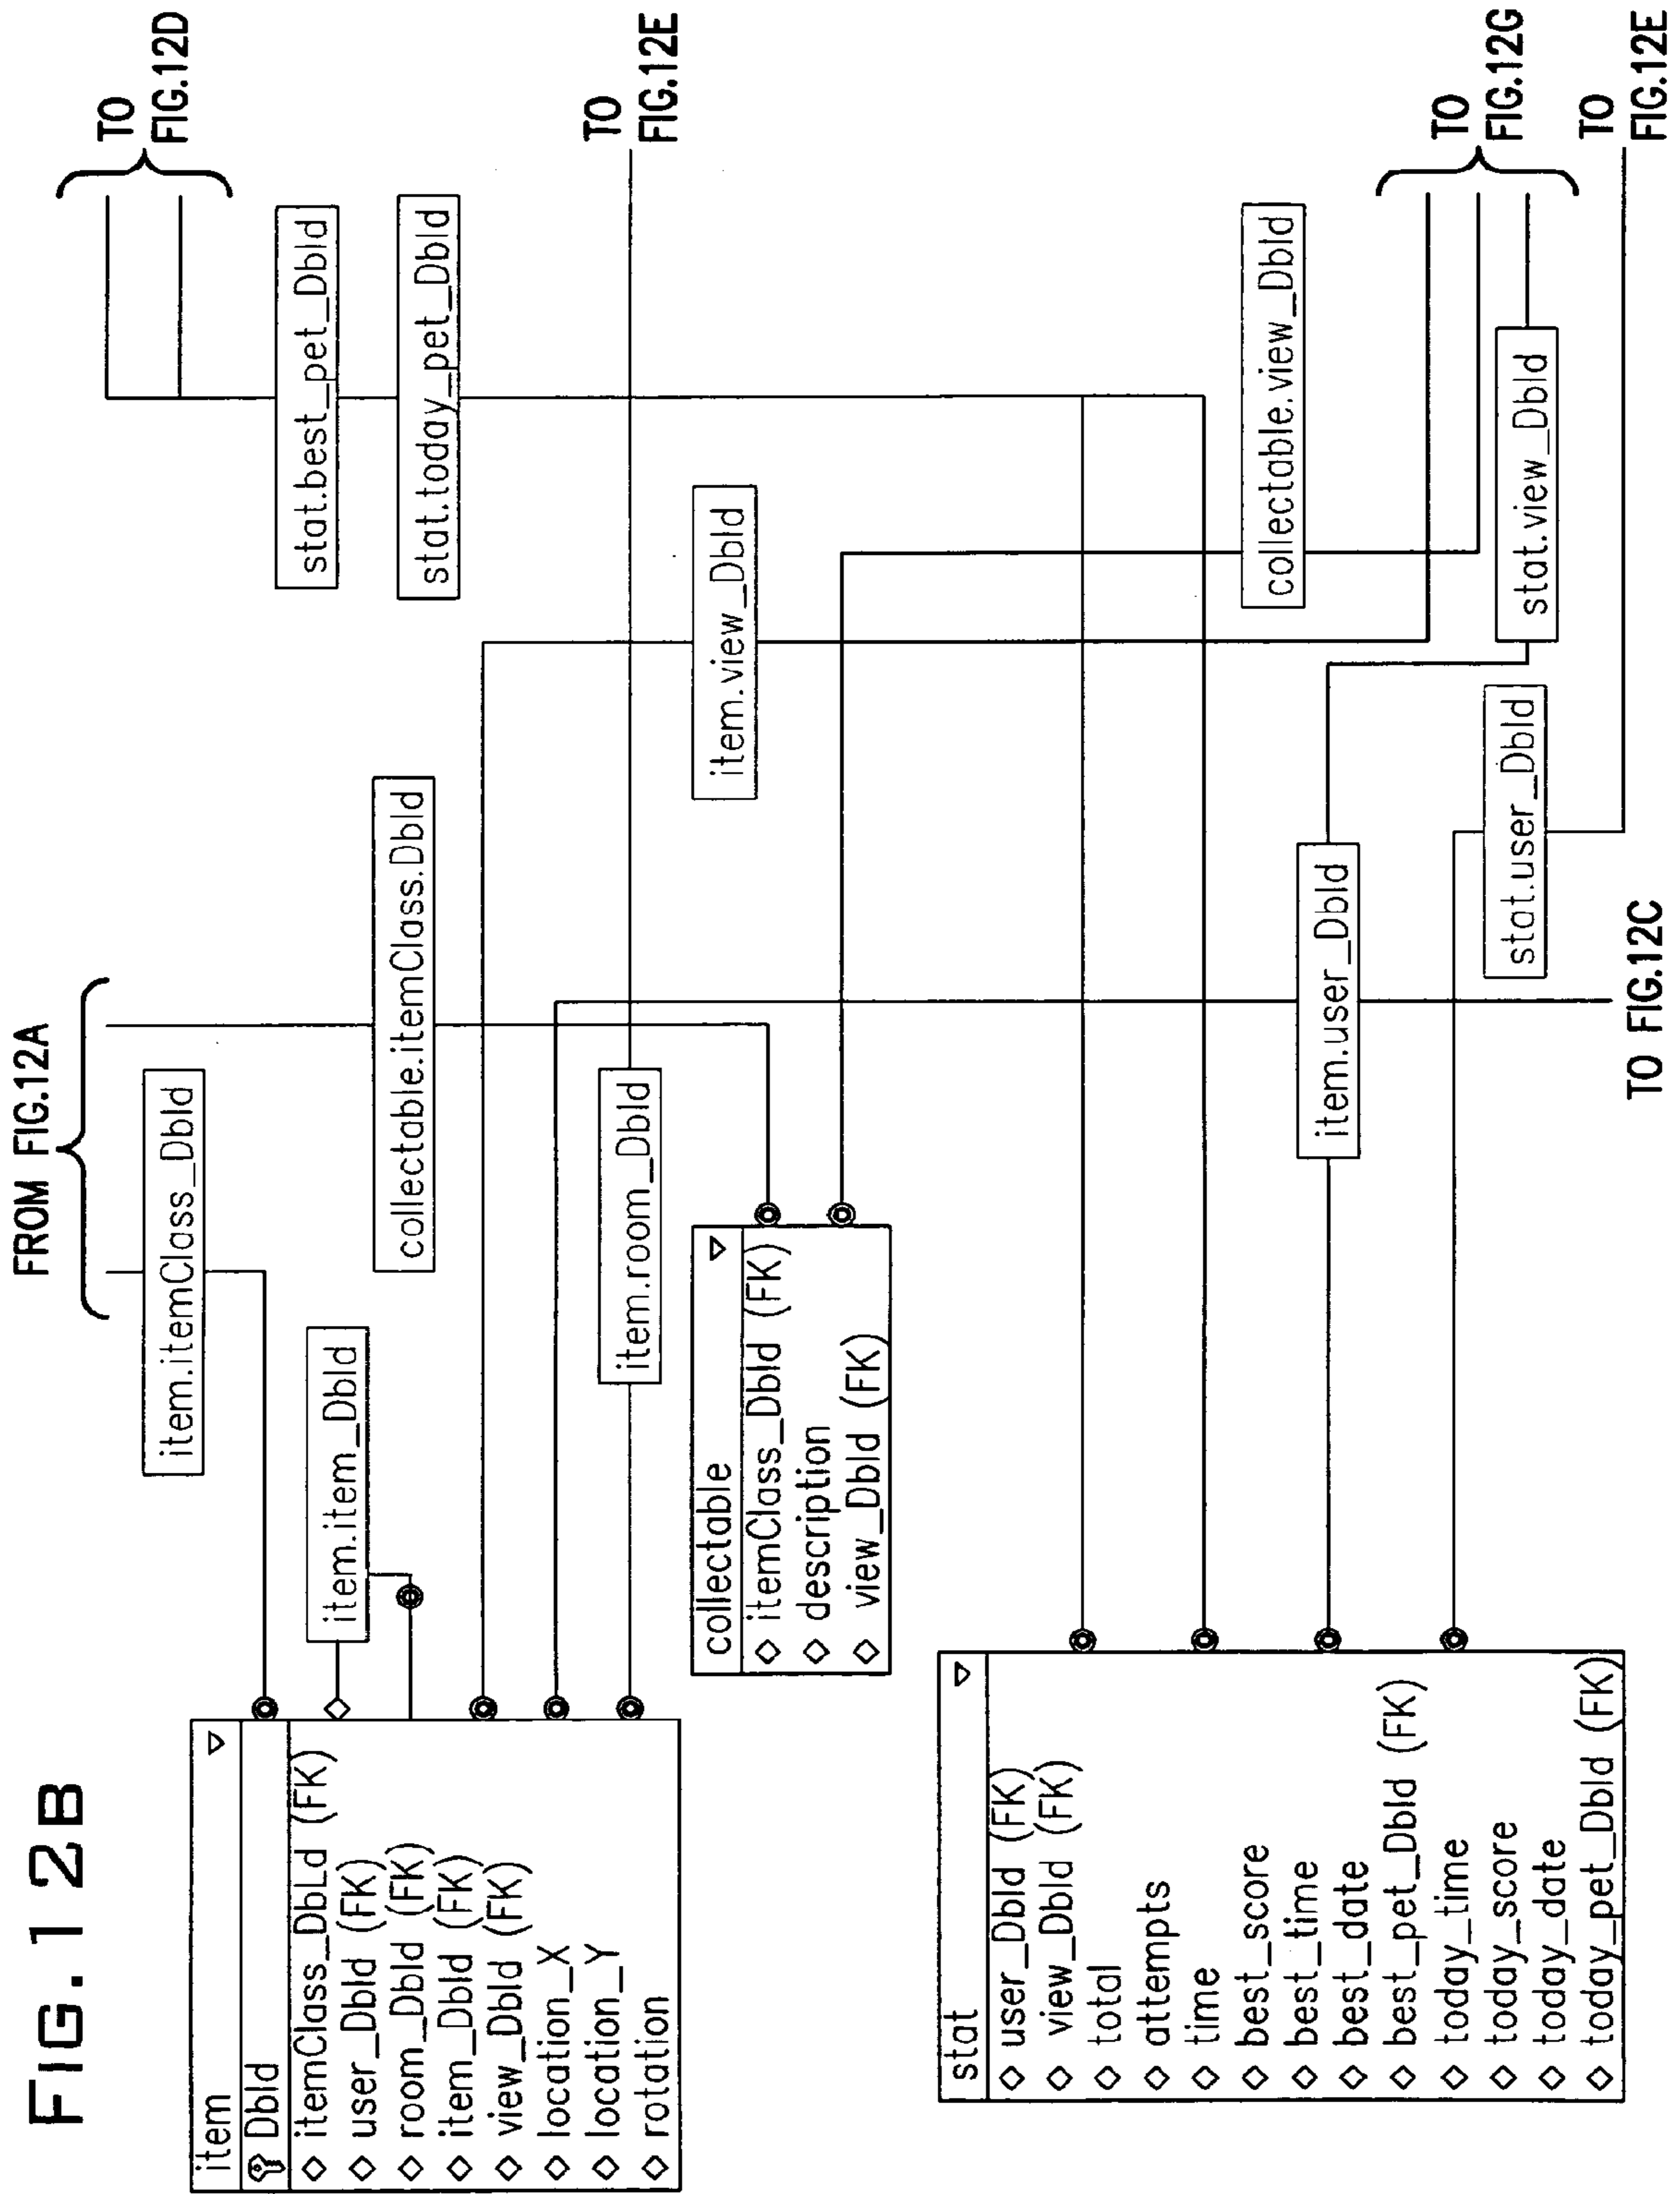 FIG. 12B
FROM FIG.12A
item
DbId
itemClass_DbLd (FK)
user_DbId (FK)
room_DbId (FK)
item_DbId (FK)
view_DbId (FK)
location_X
location_Y
rotation
item.itemClass_DbId
item.item_DbId
collectable.itemClass.DbId
item.room_DbId
item.view_DbId
stat.best_pet_DbId
stat.today_pet_DbId
TO
FIG.12D
TO
FIG.12E
collectable
itemClass_DbId (FK)
description
view_DbId (FK)
collectable.view_DbId
stat.view_DbId
item.user_DbId
stat.user_DbId
TO
FIG.12G
TO
FIG.12E
stat
user_DbId (FK)
view_DbId (FK)
total
attempts
time
best_score
best_time
best_date
best_pet_DbId (FK)
today_time
today_score
today_date
today_pet_DbId (FK)
TO FIG.12C